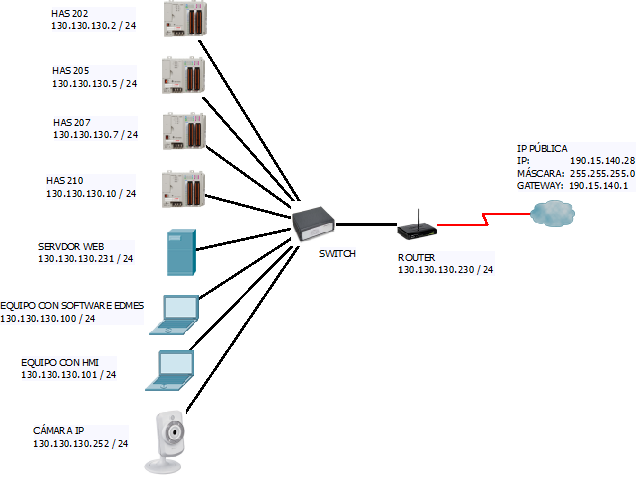 HAS 202
130.130.130.2 / 24
HAS 205
130.130.130.5 / 24
HAS 207
130.130.130.7 / 24
HAS 210
130.130.130.10 / 24
SERVDOR WEB
130.130.130.231 / 24
EQUIPO CON SOFTWARE EDMES
130.130.130.100 / 24
EQUIPO CON HMI
130.130.130.101 / 24
CÁMARA IP
130.130.130.252 / 24
SWITCH
ROUTER
130.130.130.230 / 24
IP PÚBLICA
IP: 190.15.140.28
MÁSCARA: 255.255.255.0
GATEWAY: 190.15.140.1